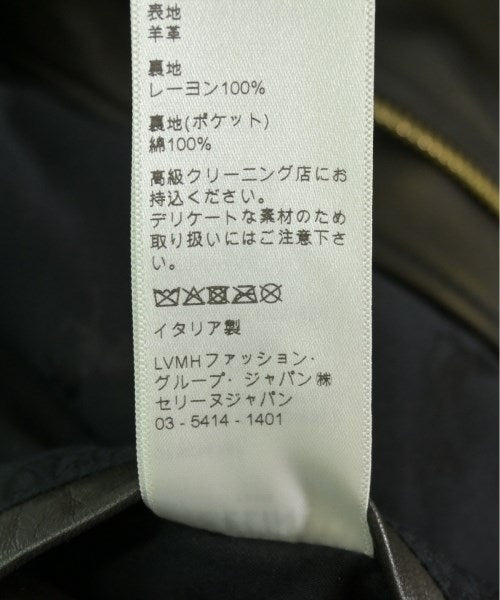 表地
羊革
裏地
レーヨン100%
裏地(ポケット)
綿100%
高級クリーニング店にお
持込ください。
デリケートな素材のため
取り扱いにはご注意下さ
い。
イタリア製
LVMHファッション・
グループ・ジャパン㈱
セリーヌジャパン
03 - 5414 - 1401